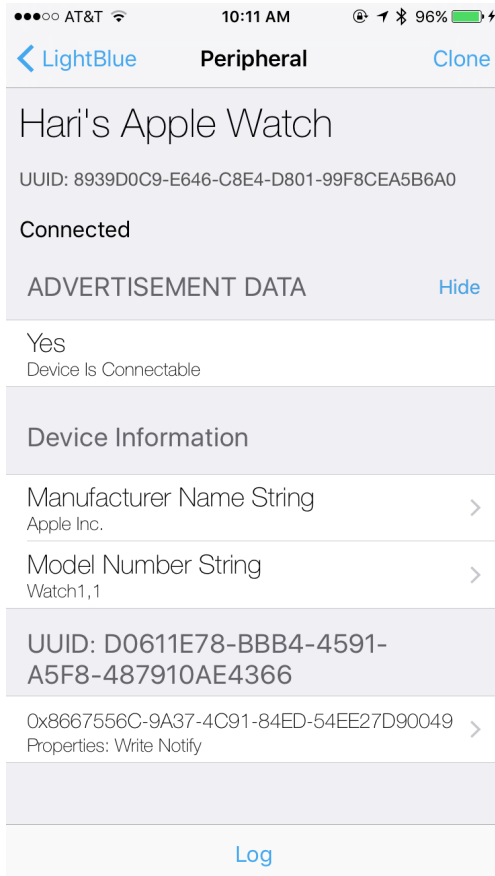 AT&T 10:11 AM 96%
LightBlue Peripheral Clone
Hari's Apple Watch
UUID: 8939D0C9-E646-C8E4-D801-99F8CEA5B6A0
Connected
ADVERTISEMENT DATA Hide
Yes
Device Is Connectable
Device Information
Manufacturer Name String
Apple Inc.
Model Number String
Watch1,1
UUID: D0611E78-BBB4-4591-
A5F8-487910AE4366
0x8667556C-9A37-4C91-84ED-54EE27D90049
Properties: Write Notify
Log